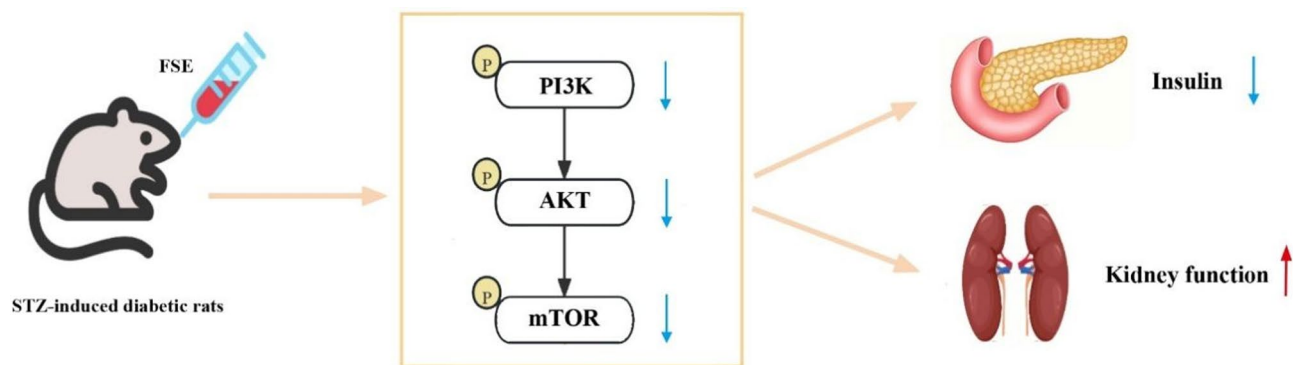 FSE
STZ-induced diabetic rats
P
PI3K
P
AKT
P
mTOR
Insulin
Kidney function